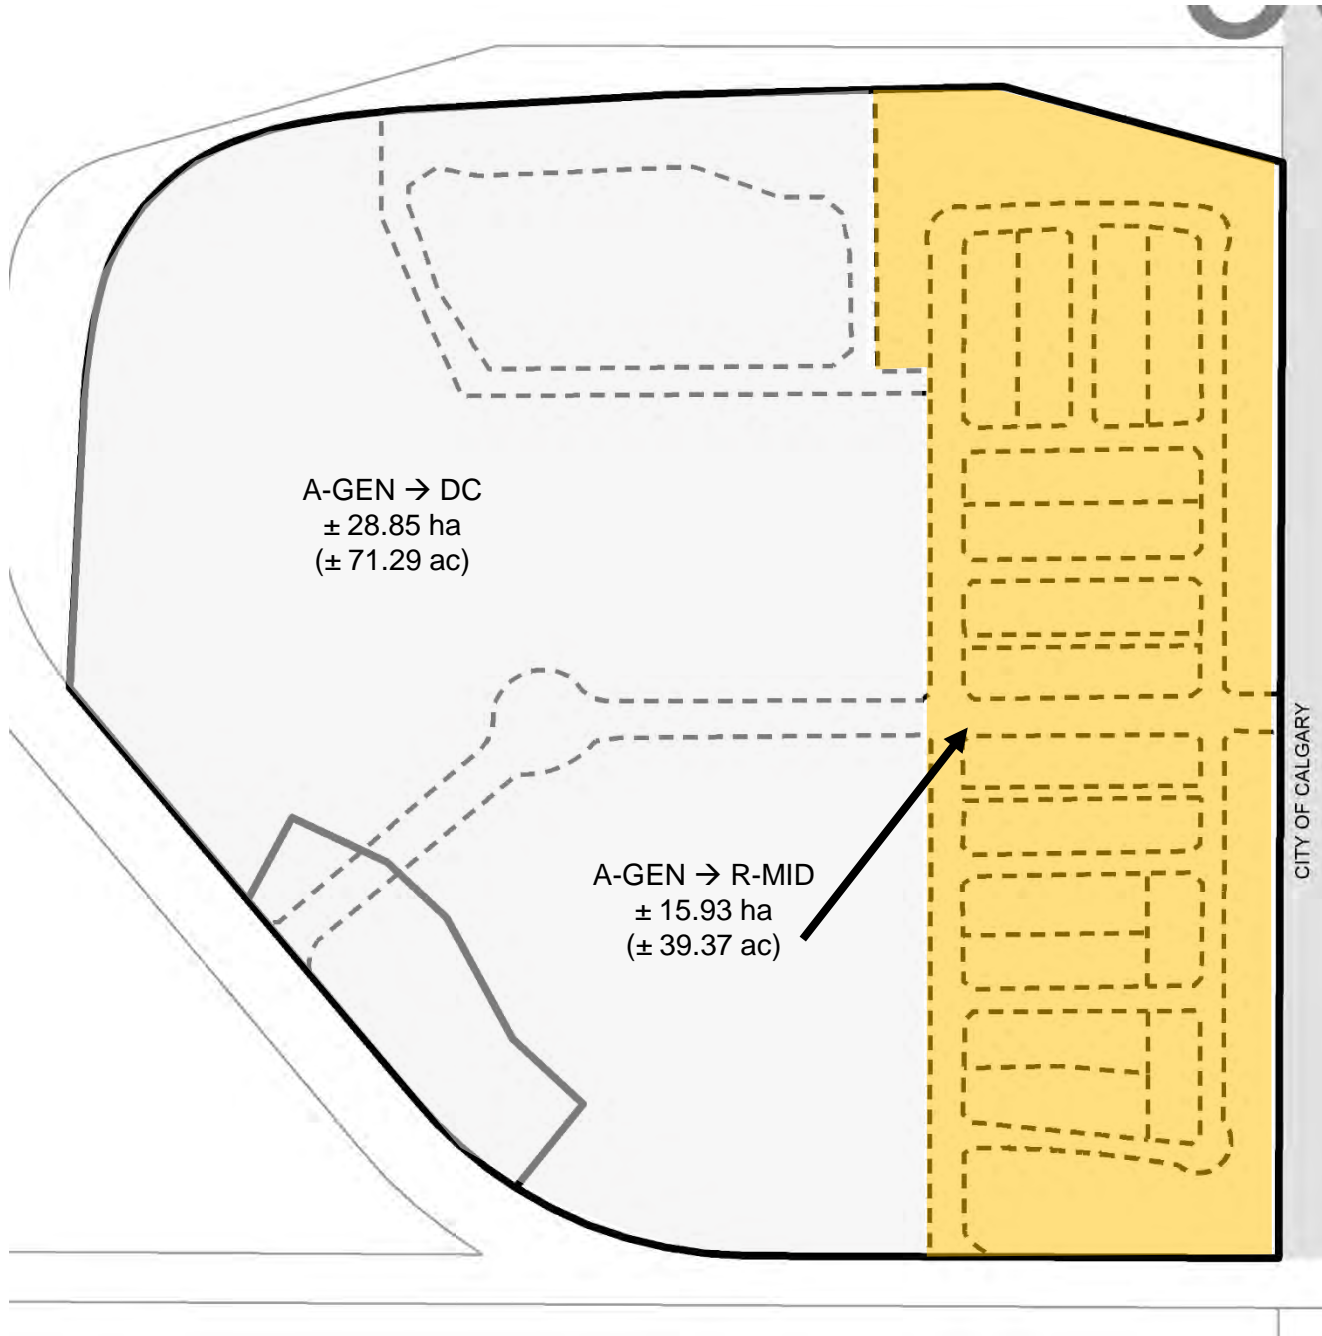 A-GEN → DC
± 28.85 ha
(± 71.29 ac)
A-GEN → R-MID
± 15.93 ha
(± 39.37 ac)
CITY OF CALGARY